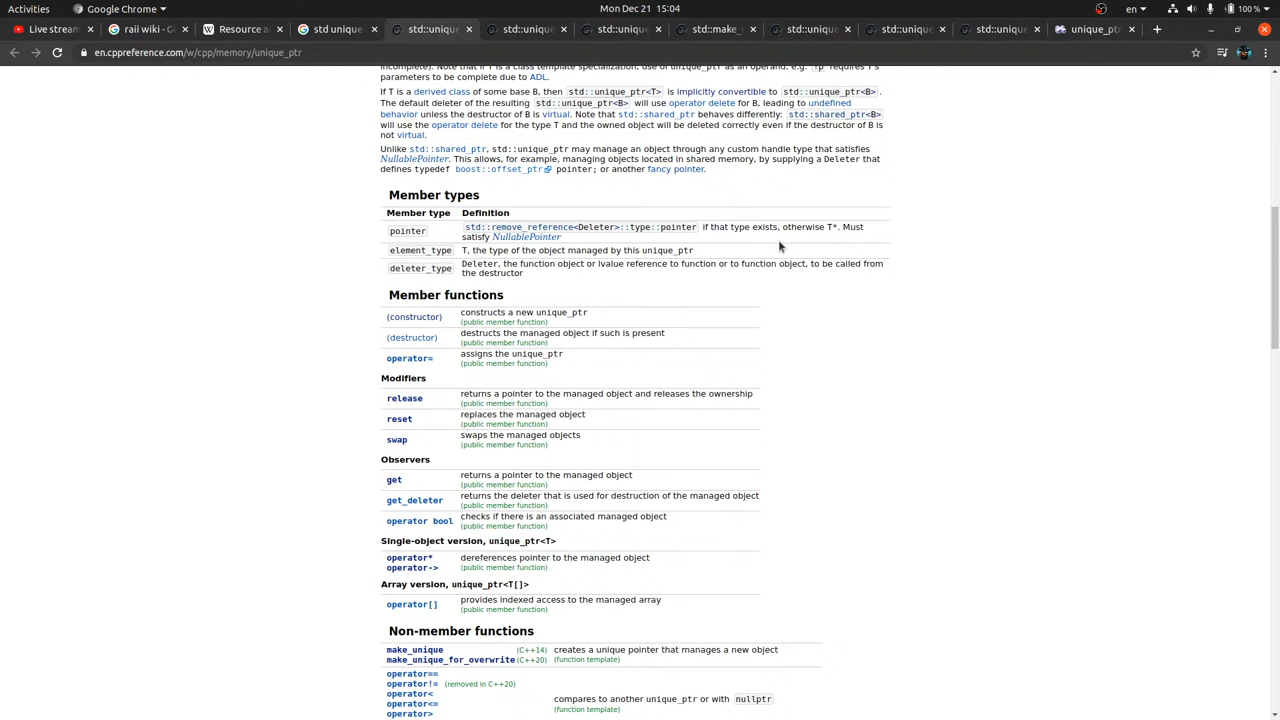 Activities
Google Chrome
Mon Dec 21 15:04
en
100 %
Live stream
raii wiki - G
Resource a
std unique
std::unique
std::unique
std::unique
std::unique
std::make_
std::uniqu
std::unique
std::unique
unique_pt
en.cppreference.com/w/cpp/memory/unique_ptr
incomplete). Note that if T is a class template specialization, use of unique_ptr as an operand, e.g. !p requires T's
parameters to be complete due to ADL.
If T is a derived class of some base B, then std::unique_ptr<T> is implicitly convertible to std::unique_ptr<B>.
The default deleter of the resulting std::unique_ptr<B> will use operator delete for B, leading to undefined
behavior unless the destructor of B is virtual. Note that std::shared_ptr behaves differently: std::shared_ptr<B>
will use the operator delete for the type T and the owned object will be deleted correctly even if the destructor of B is
not virtual.
Unlike std::shared_ptr, std::unique_ptr may manage an object through any custom handle type that satisfies
NullablePointer. This allows, for example, managing objects located in shared memory, by supplying a Deleter that
defines typedef boost::offset_ptr pointer; or another fancy pointer.
Member types
Member type Definition
pointer std::remove_reference<Deleter>::type::pointer if that type exists, otherwise T*. Must
satisfy NullablePointer
element_type T, the type of the object managed by this unique_ptr
deleter_type Deleter, the function object or lvalue reference to function or to function object, to be called from
the destructor
Member functions
(constructor) constructs a new unique_ptr
(public member function)
(destructor) destructs the managed object if such is present
(public member function)
operator= assigns the unique_ptr
(public member function)
Modifiers
release returns a pointer to the managed object and releases the ownership
(public member function)
reset replaces the managed object
(public member function)
swap swaps the managed objects
(public member function)
Observers
get returns a pointer to the managed object
(public member function)
get_deleter returns the deleter that is used for destruction of the managed object
(public member function)
operator bool checks if there is an associated managed object
(public member function)
Single-object version, unique_ptr<T>
operator* dereferences pointer to the managed object
operator-> (public member function)
Array version, unique_ptr<T[]>
operator[] provides indexed access to the managed array
(public member function)
Non-member functions
make_unique (C++14) creates a unique pointer that manages a new object
make_unique_for_overwrite (C++20) (function template)
operator==
operator!= (removed in C++20)
operator<
operator<= compares to another unique_ptr or with nullptr
operator> (function template)